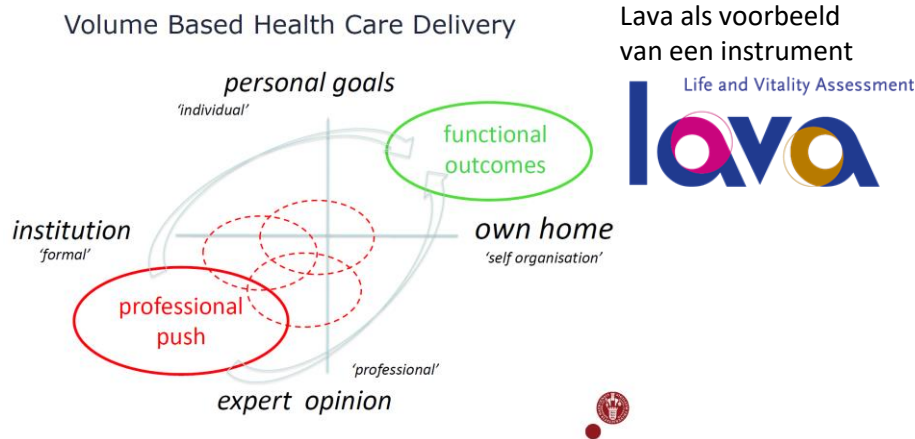 Volume Based Health Care Delivery
Lava als voorbeeld
van een instrument
Life and Vitality Assessment
lava
personal goals
'individual'
functional
outcomes
institution
'formal'
own home
'self organisation'
professional
push
'professional'
expert opinion